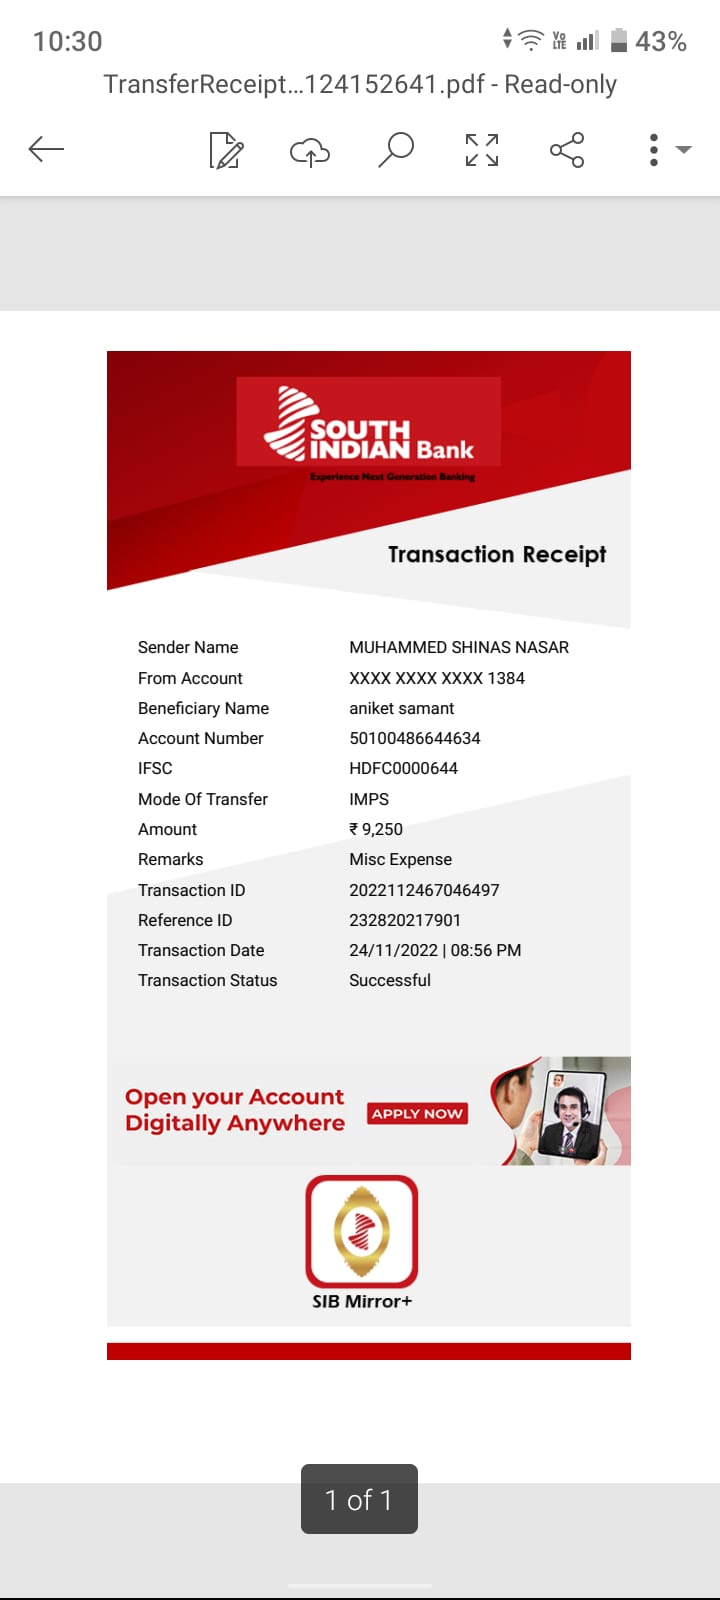 10:30
Vo LTE
43%
TransferReceipt...124152641.pdf - Read-only
SOUTH
INDIAN Bank
Experience Next Generation Banking
Transaction Receipt
Sender Name MUHAMMED SHINAS NASAR
From Account XXXX XXXX XXXX 1384
Beneficiary Name aniket samant
Account Number 50100486644634
IFSC HDFC0000644
Mode Of Transfer IMPS
Amount ₹ 9,250
Remarks Misc Expense
Transaction ID 2022112467046497
Reference ID 232820217901
Transaction Date 24/11/2022 | 08:56 PM
Transaction Status Successful
Open your Account
Digitally Anywhere
APPLY NOW
SIB Mirror+
1 of 1